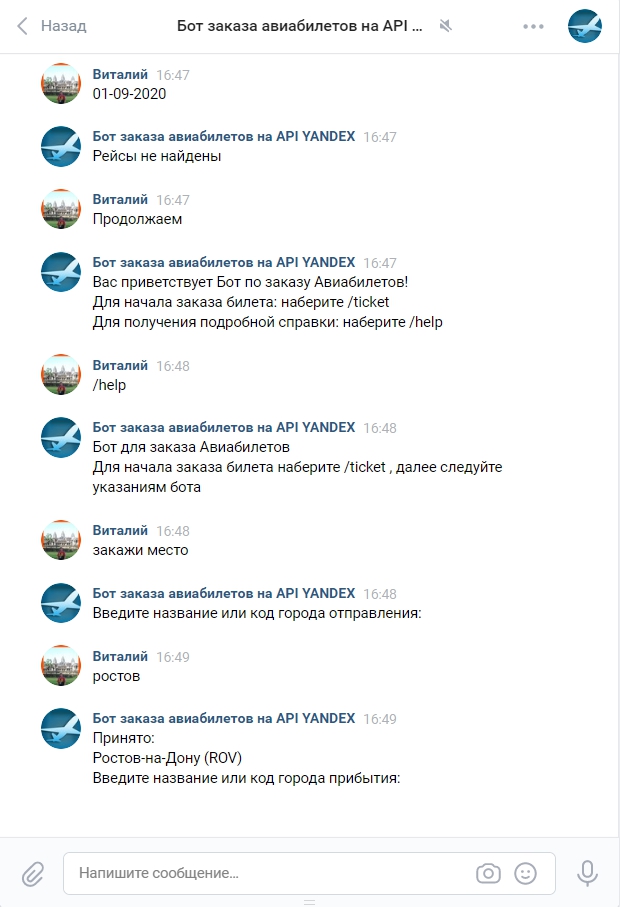 Назад
Бот заказа авиабилетов на API ...
Виталий 16:47
01-09-2020
Бот заказа авиабилетов на API YANDEX 16:47
Рейсы не найдены
Виталий 16:47
Продолжаем
Бот заказа авиабилетов на API YANDEX 16:47
Вас приветствует Бот по заказу Авиабилетов!
Для начала заказа билета: наберите /ticket
Для получения подробной справки: наберите /help
Виталий 16:48
/help
Бот заказа авиабилетов на API YANDEX 16:48
Бот для заказа Авиабилетов
Для начала заказа билета наберите /ticket , далее следуйте
указаниям бота
Виталий 16:48
закажи место
Бот заказа авиабилетов на API YANDEX 16:48
Введите название или код города отправления:
Виталий 16:49
ростов
Бот заказа авиабилетов на API YANDEX 16:49
Принято:
Ростов-на-Дону (ROV)
Введите название или код города прибытия:
Напишите сообщение...